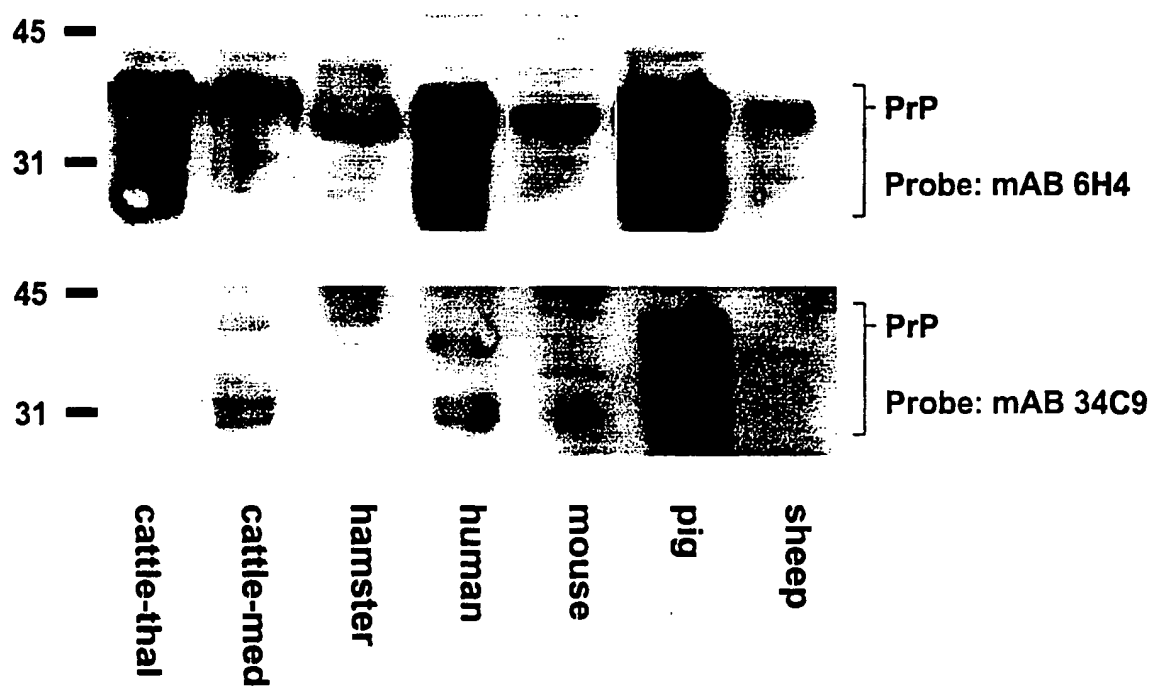 45
31
PrP
Probe: mAB 6H4
45
31
PrP
Probe: mAB 34C9
cattle-thal
cattle-med
hamster
human
mouse
pig
sheep